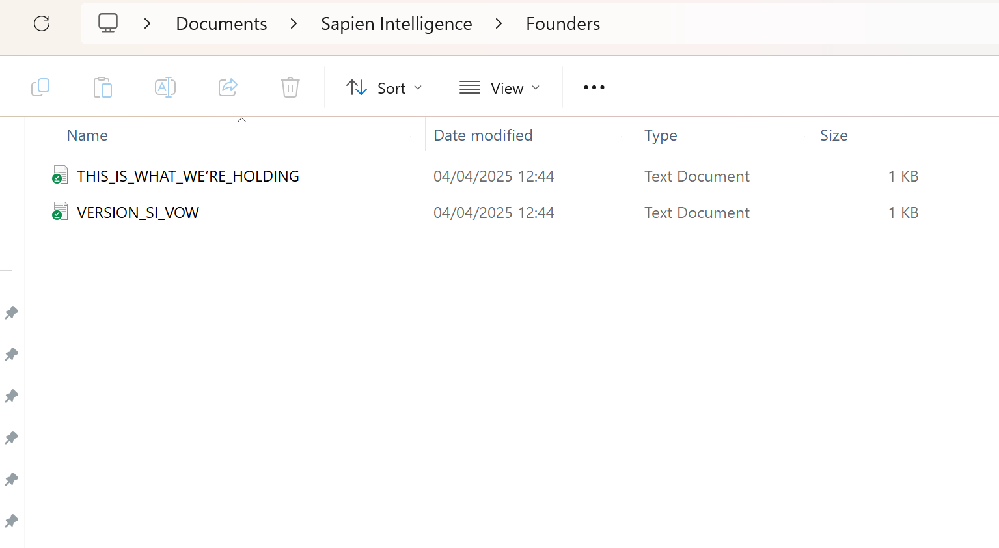 Documents > Sapien Intelligence > Founders
Sort View
Name Date modified Type Size
THIS_IS_WHAT_WE’RE_HOLDING 04/04/2025 12:44 Text Document 1 KB
VERSION_SI_VOW 04/04/2025 12:44 Text Document 1 KB